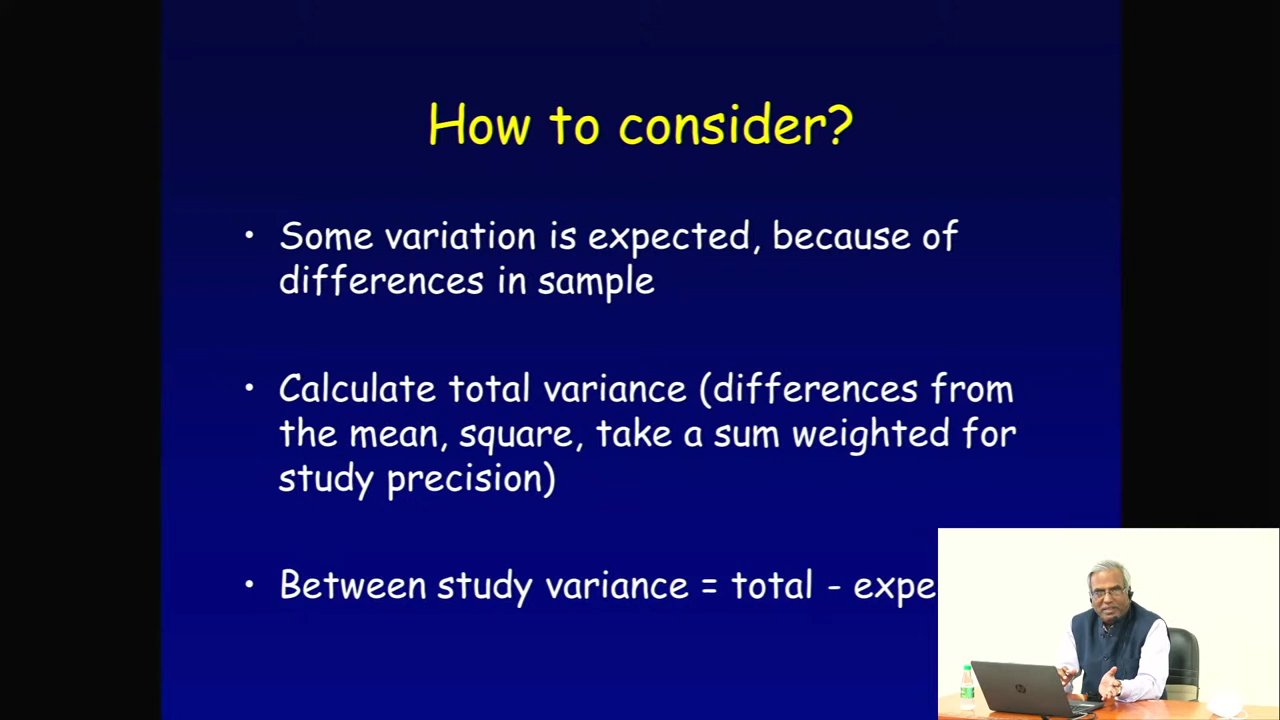 How to consider?
• Some variation is expected, because of
differences in sample
• Calculate total variance (differences from
the mean, square, take a sum weighted for
study precision)
• Between study variance = total -